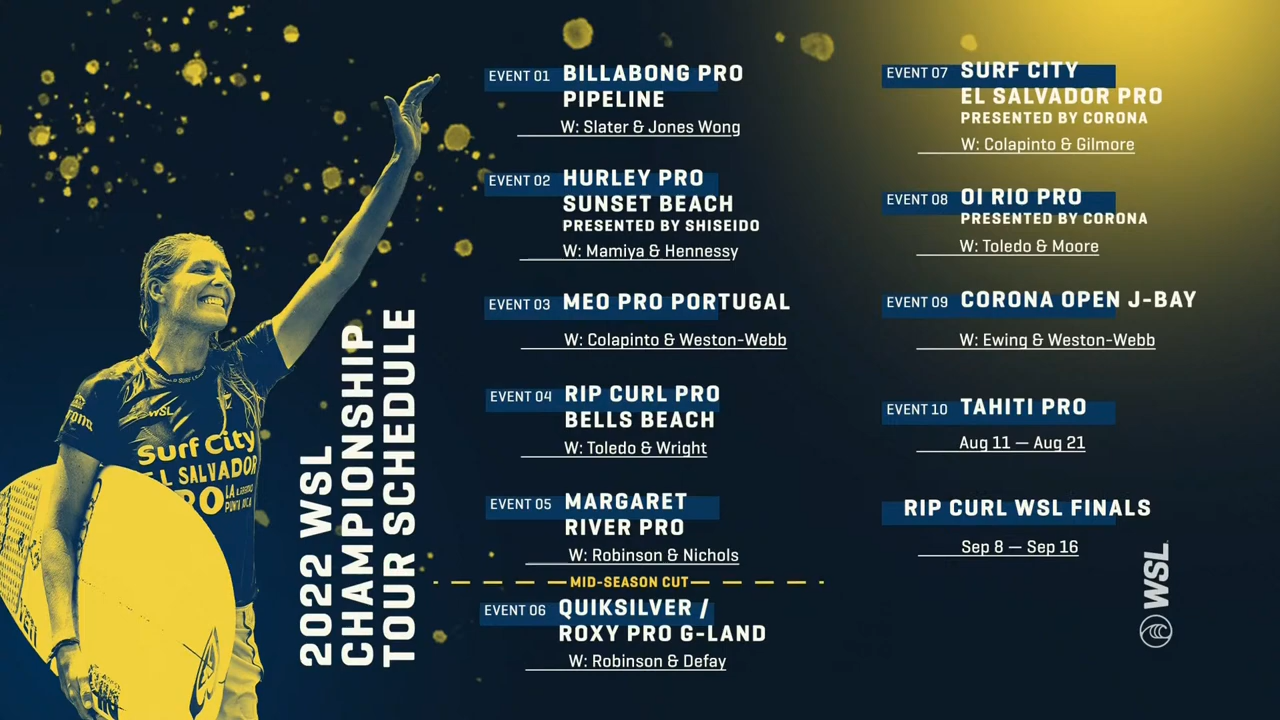 EVENT 01 BILLABONG PRO
PIPELINE
W: Slater & Jones Wong
EVENT 02 HURLEY PRO
SUNSET BEACH
PRESENTED BY SHISEIDO
W: Mamiya & Hennessy
EVENT 03 MEO PRO PORTUGAL
W: Colapinto & Weston-Webb
EVENT 04 RIP CURL PRO
BELLS BEACH
W: Toledo & Wright
EVENT 05 MARGARET
RIVER PRO
W: Robinson & Nichols
MID-SEASON CUT
EVENT 06 QUIKSILVER /
ROXY PRO G-LAND
W: Robinson & Defay
EVENT 07 SURF CITY
EL SALVADOR PRO
PRESENTED BY CORONA
W: Colapinto & Gilmore
EVENT 08 OI RIO PRO
PRESENTED BY CORONA
W: Toledo & Moore
EVENT 09 CORONA OPEN J-BAY
W: Ewing & Weston-Webb
EVENT 10 TAHITI PRO
Aug 11 — Aug 21
RIP CURL WSL FINALS
Sep 8 — Sep 16
WSL
2022 WSL
CHAMPIONSHIP
TOUR SCHEDULE
WSL
Surf City
EL SALVADOR
PRO